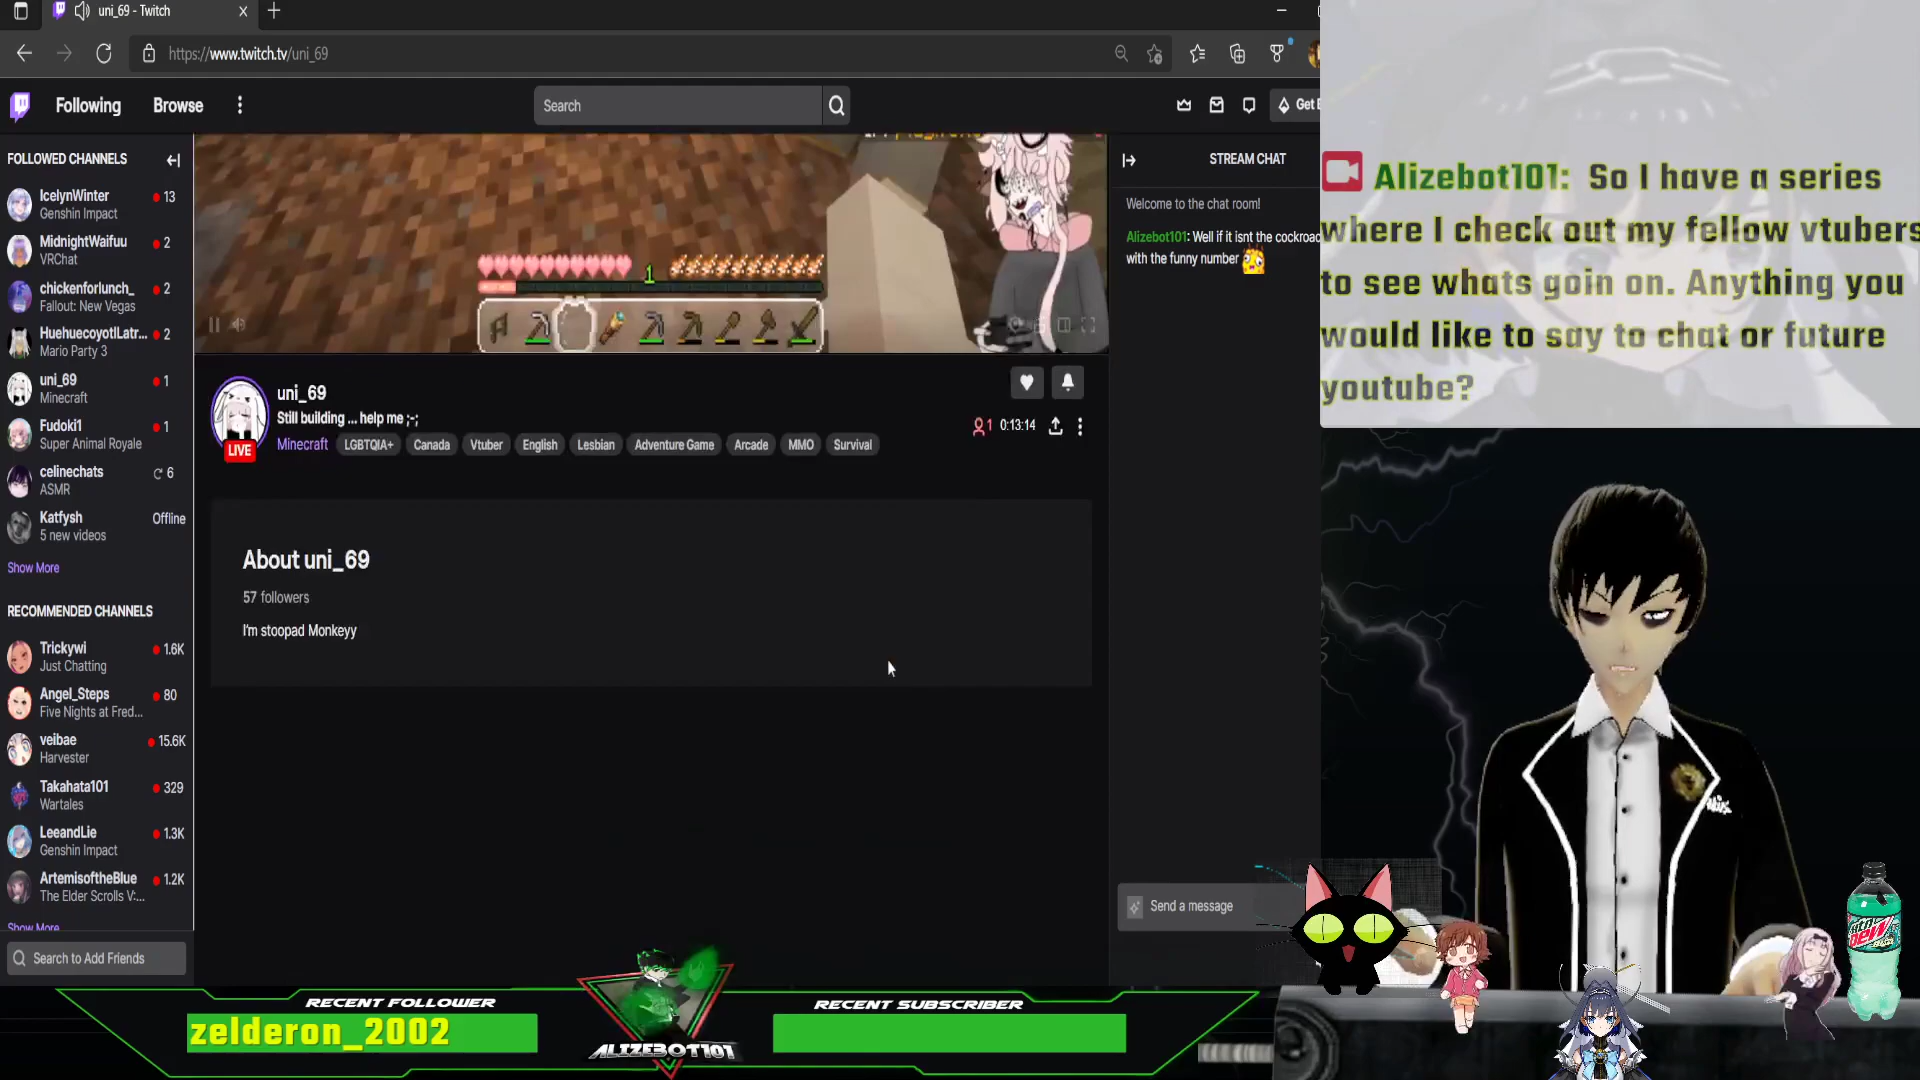 uni_69 - Twitch
https://www.twitch.tv/uni_69
Following
Browse
Search
Get
FOLLOWED CHANNELS
IcelynWinter
13
Genshin Impact
MidnightWaifuu
2
VRChat
chickenforlunch_
2
Fallout: New Vegas
HuehuecoyotlLatr...
2
Mario Party 3
uni_69
1
Minecraft
Fudoki1
1
Super Animal Royale
celinechats
6
ASMR
Katfysh
Offline
5 new videos
Show More
RECOMMENDED CHANNELS
Trickywi
1.6K
Just Chatting
Angel_Steps
80
Five Nights at Fred...
veibae
15.6K
Harvester
Takahata101
329
Wartales
LeeandLie
1.3K
Genshin Impact
ArtemisoftheBlue
1.2K
The Elder Scrolls V:...
Show More
Search to Add Friends
1
uni_69
Still building ... help me ;-;
LIVE
Minecraft LGBTQIA+ Canada Vtuber English Lesbian Adventure Game Arcade MMO Survival
1 0:13:14
About uni_69
57 followers
I'm stoopad Monkeyy
STREAM CHAT
Welcome to the chat room!
Alizebot101: Well if it isnt the cockroac
with the funny number
Send a message
Alizebot101: So I have a series
where I check out my fellow vtubers
to see whats goin on. Anything you
would like to say to chat or future
youtube?
RECENT FOLLOWER
zelderon_2002
ALIZEBOT101
RECENT SUBSCRIBER
Mtn
DEW